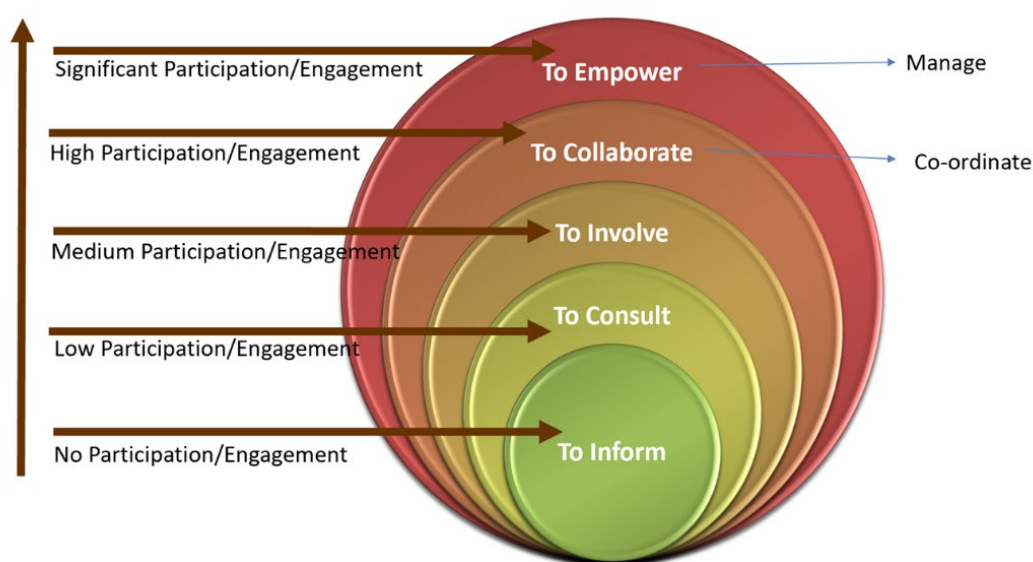 To Empower
Manage
Significant Participation/Engagement
To Collaborate
High Participation/Engagement
Co-ordinate
To Involve
Medium Participation/Engagement
To Consult
Low Participation/Engagement
To Inform
No Participation/Engagement